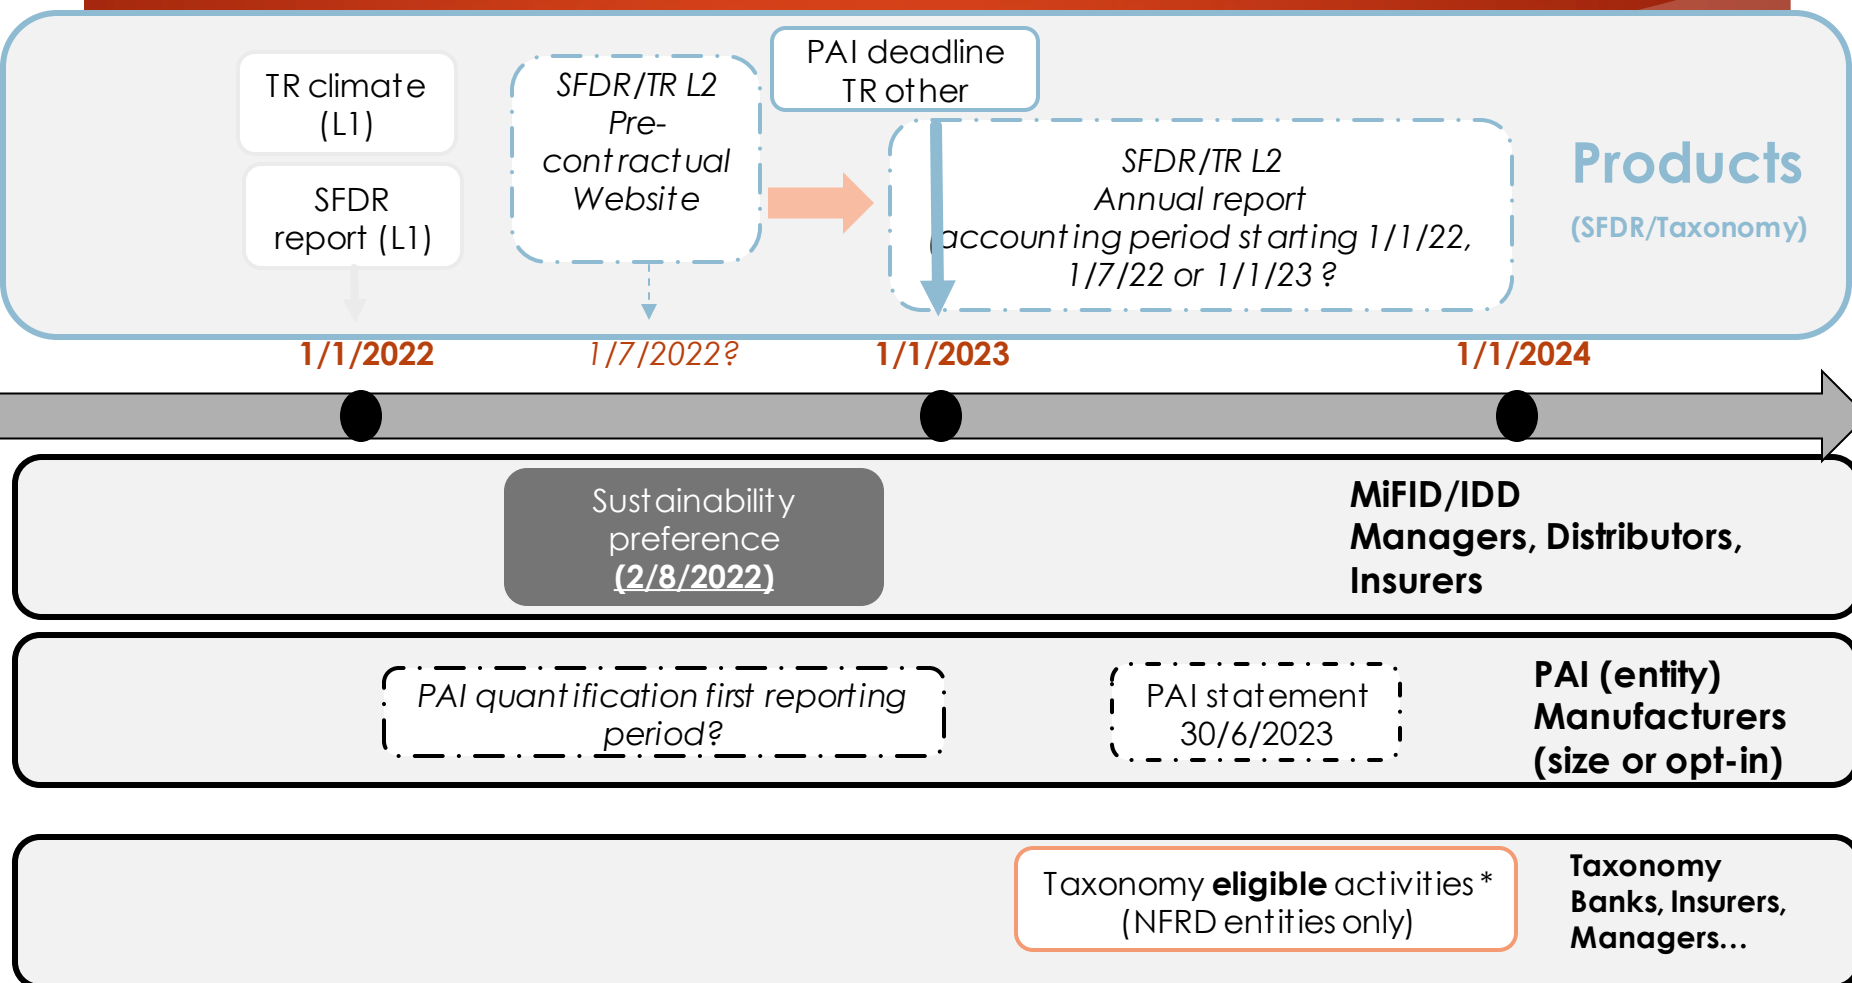 TR climate
(L1)
SFDR
report (L1)
SFDR/TR L2
Pre-
contractual
Website
PAI deadline
TR other
SFDR/TR L2
Annual report
(accounting period starting 1/1/22,
1/7/22 or 1/1/23 ?
Products
(SFDR/Taxonomy)
1/1/2022
1/7/2022?
1/1/2023
1/1/2024
Sustainability
preference
(2/8/2022)
MiFID/IDD
Managers, Distributors,
Insurers
PAI quantification first reporting
period?
PAI statement
30/6/2023
PAI (entity)
Manufacturers
(size or opt-in)
Taxonomy eligible activities *
(NFRD entities only)
Taxonomy
Banks, Insurers,
Managers...